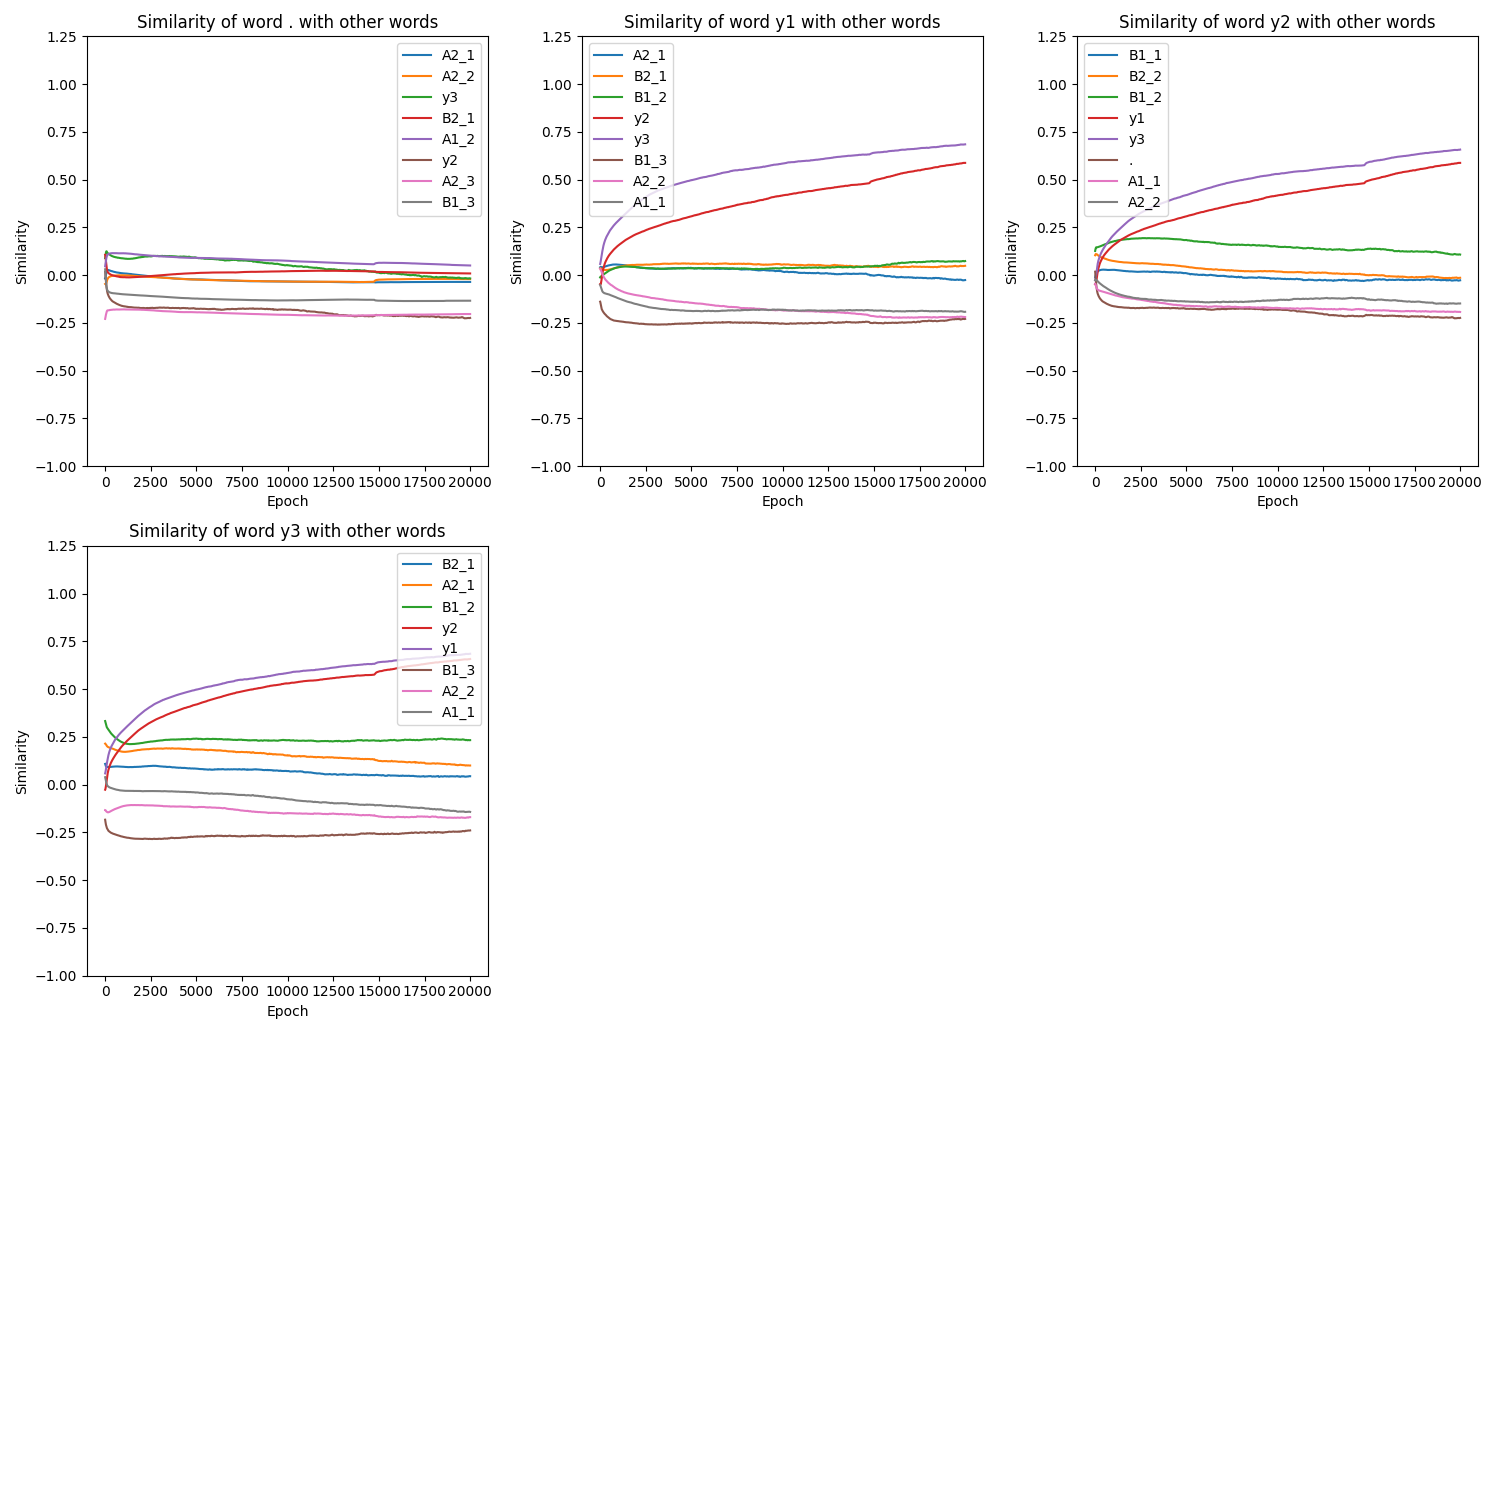 Similarity of word . with other words
1.25
1.00
0.75
0.50
0.25
0.00
−0.25
−0.50
−0.75
−1.00
Similarity
A2_1
A2_2
y3
B2_1
A1_2
y2
A2_3
B1_3
0 2500 5000 7500 10000 12500 15000 17500 20000
Epoch
Similarity of word y1 with other words
1.25
1.00
0.75
0.50
0.25
0.00
−0.25
−0.50
−0.75
−1.00
Similarity
A2_1
B2_1
B1_2
y2
y3
B1_3
A2_2
A1_1
0 2500 5000 7500 10000 12500 15000 17500 20000
Epoch
Similarity of word y2 with other words
1.25
1.00
0.75
0.50
0.25
0.00
−0.25
−0.50
−0.75
−1.00
Similarity
B1_1
B2_2
B1_2
y1
y3
.
A1_1
A2_2
0 2500 5000 7500 10000 12500 15000 17500 20000
Epoch
Similarity of word y3 with other words
1.25
1.00
0.75
0.50
0.25
0.00
−0.25
−0.50
−0.75
−1.00
Similarity
B2_1
A2_1
B1_2
y2
y1
B1_3
A2_2
A1_1
0 2500 5000 7500 10000 12500 15000 17500 20000
Epoch